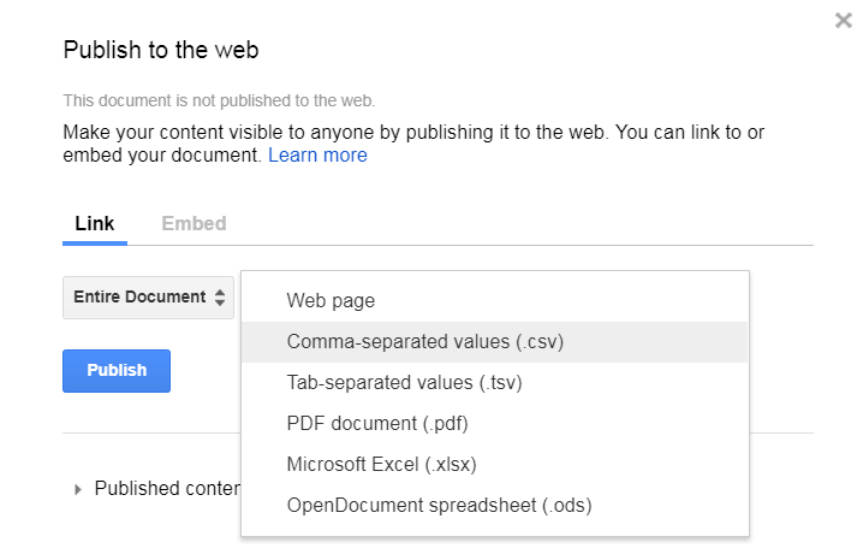 Publish to the web
This document is not published to the web.
Make your content visible to anyone by publishing it to the web. You can link to or
embed your document. Learn more
Link Embed
Entire Document
Web page
Comma-separated values (.csv)
Tab-separated values (.tsv)
Publish
PDF document (.pdf)
Microsoft Excel (.xlsx)
Published
OpenDocument spreadsheet (.ods)